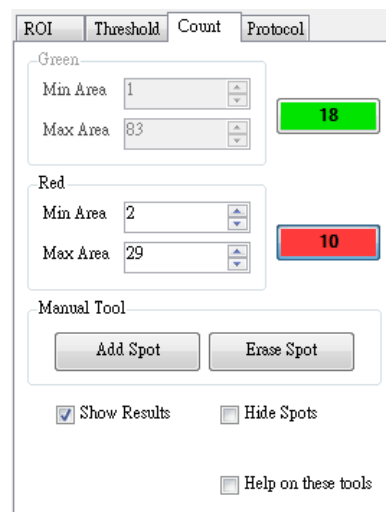 ROI Threshold Count Protocol
Green
Min Area 1
18
Max Area 83
Red
Min Area 2
10
Max Area 29
Manual Tool
Add Spot Erase Spot
Show Results Hide Spots
Help on these tools